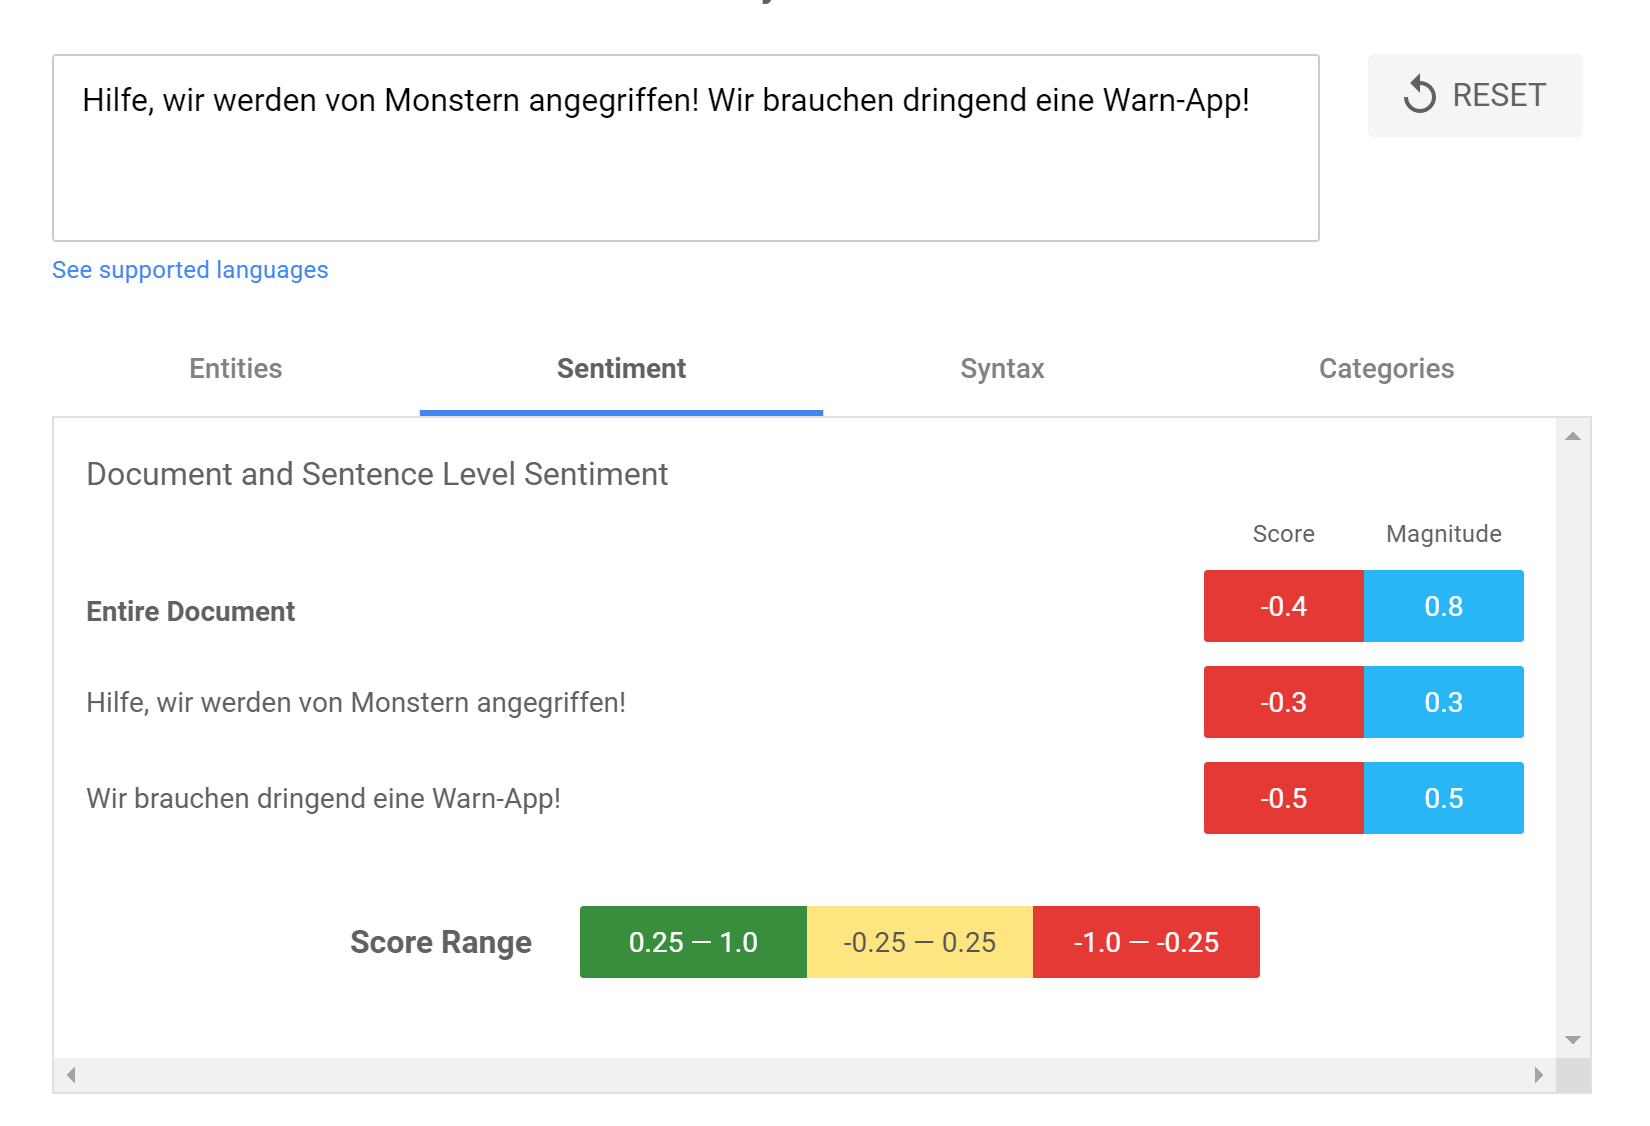 Hilfe, wir werden von Monstern angegriffen! Wir brauchen dringend eine Warn-App!
RESET
See supported languages
Entities Sentiment Syntax Categories
Document and Sentence Level Sentiment
Score Magnitude
Entire Document -0.4 0.8
Hilfe, wir werden von Monstern angegriffen! -0.3 0.3
Wir brauchen dringend eine Warn-App! -0.5 0.5
Score Range 0.25 — 1.0 -0.25 — 0.25 -1.0 — -0.25